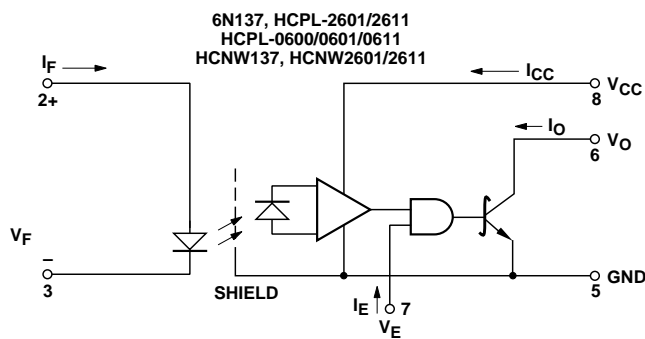 6N137, HCPL-2601/2611
HCPL-0600/0601/0611
HCNW137, HCNW2601/2611
IF
2+
ICC
8 VCC
IO
6 VO
VF
–
3
SHIELD
IE
7
VE
5 GND